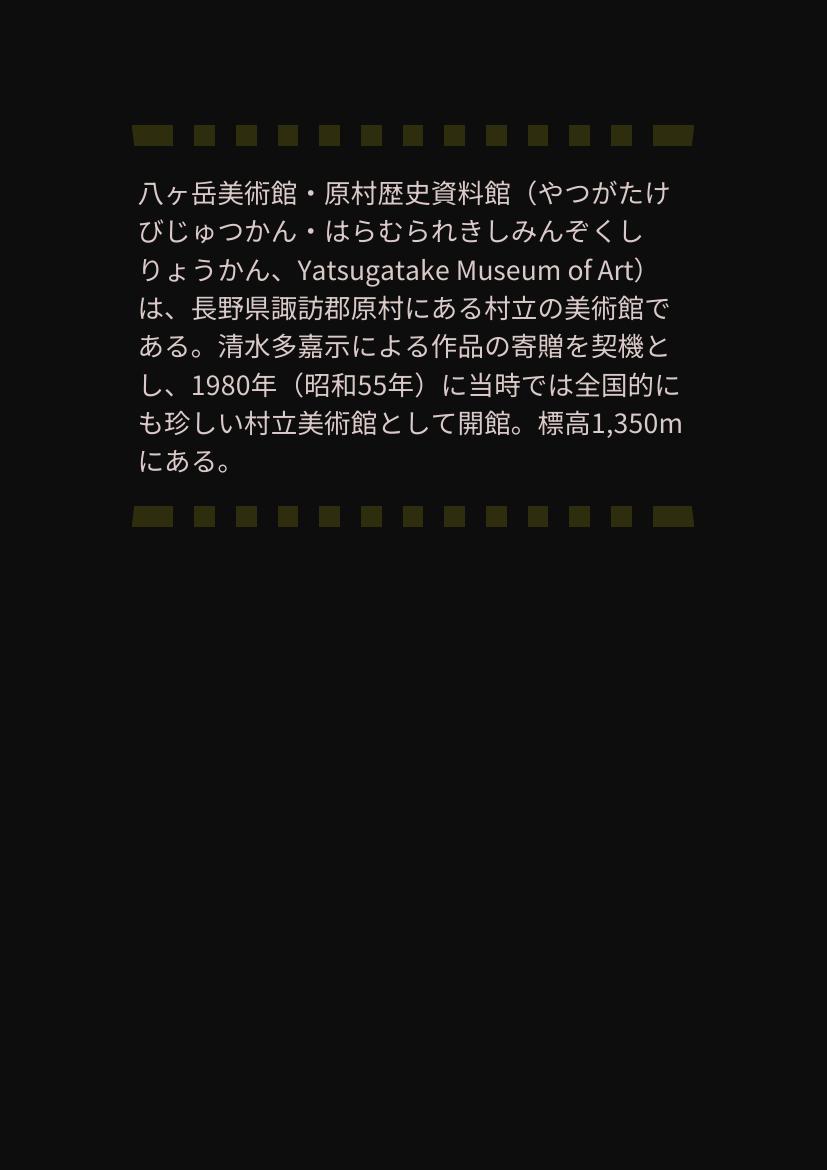 八ヶ岳美術館・原村歴史資料館（やつがたけ
びじゅつかん・はらむられきしみんぞくし
りょうかん、Yatsugatake Museum of Art）
は、長野県諏訪郡原村にある村立の美術館で
ある。清水多嘉示による作品の寄贈を契機と
し、1980年（昭和55年）に当時では全国的に
も珍しい村立美術館として開館。標高1,350m
にある。